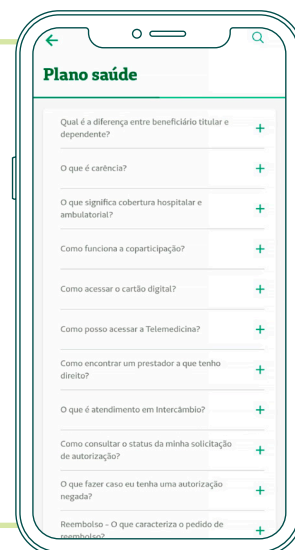 Plano saúde
Qual é a diferença entre beneficiário titular e
dependente?
O que é carência?
O que significa cobertura hospitalar e
ambulatorial?
Como funciona a coparticipação?
Como acessar o cartão digital?
Como posso acessar a Telemedicina?
Como encontrar um prestador a que tenho
direito?
O que é atendimento em Intercâmbio?
Como consultar o status da minha solicitação
de autorização?
O que fazer caso eu tenha uma autorização
negada?
Reembolso - O que caracteriza o pedido de
reembolso?